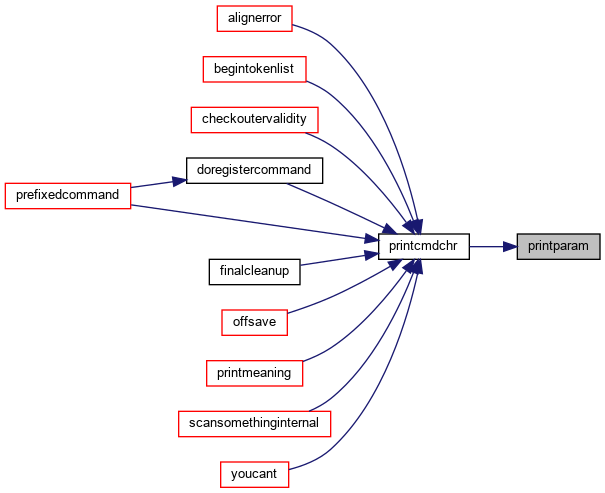 alignerror
begintokenlist
checkoutervalidity
doregistercommand
prefixedcommand
printcmdchr
printparam
finalcleanup
offsave
printmeaning
scansomethinginternal
youcant